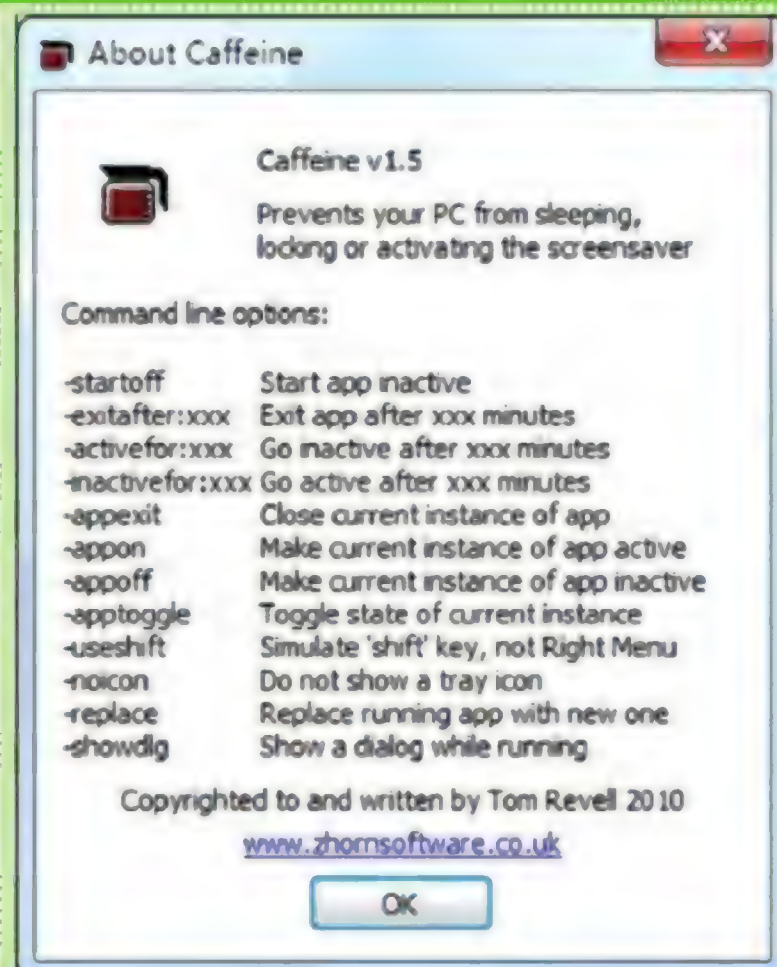 About Caffeine
X
Caffeine v1.5
Prevents your PC from sleeping,
locking or activating the screensaver
Command line options:
-startoff Start app inactive
-exitafter:xxx Exit app after xxx minutes
-activefor:xxx Go inactive after xxx minutes
-inactivefor:xxx Go active after xxx minutes
-appexit Close current instance of app
-appon Make current instance of app active
-appoff Make current instance of app inactive
-apptoggle Toggle state of current instance
-useshift Simulate 'shift' key, not Right Menu
-noicon Do not show a tray icon
-replace Replace running app with new one
-showdlg Show a dialog while running
Copyrighted to and written by Tom Revell 2010
www.zhornsoftware.co.uk
OK